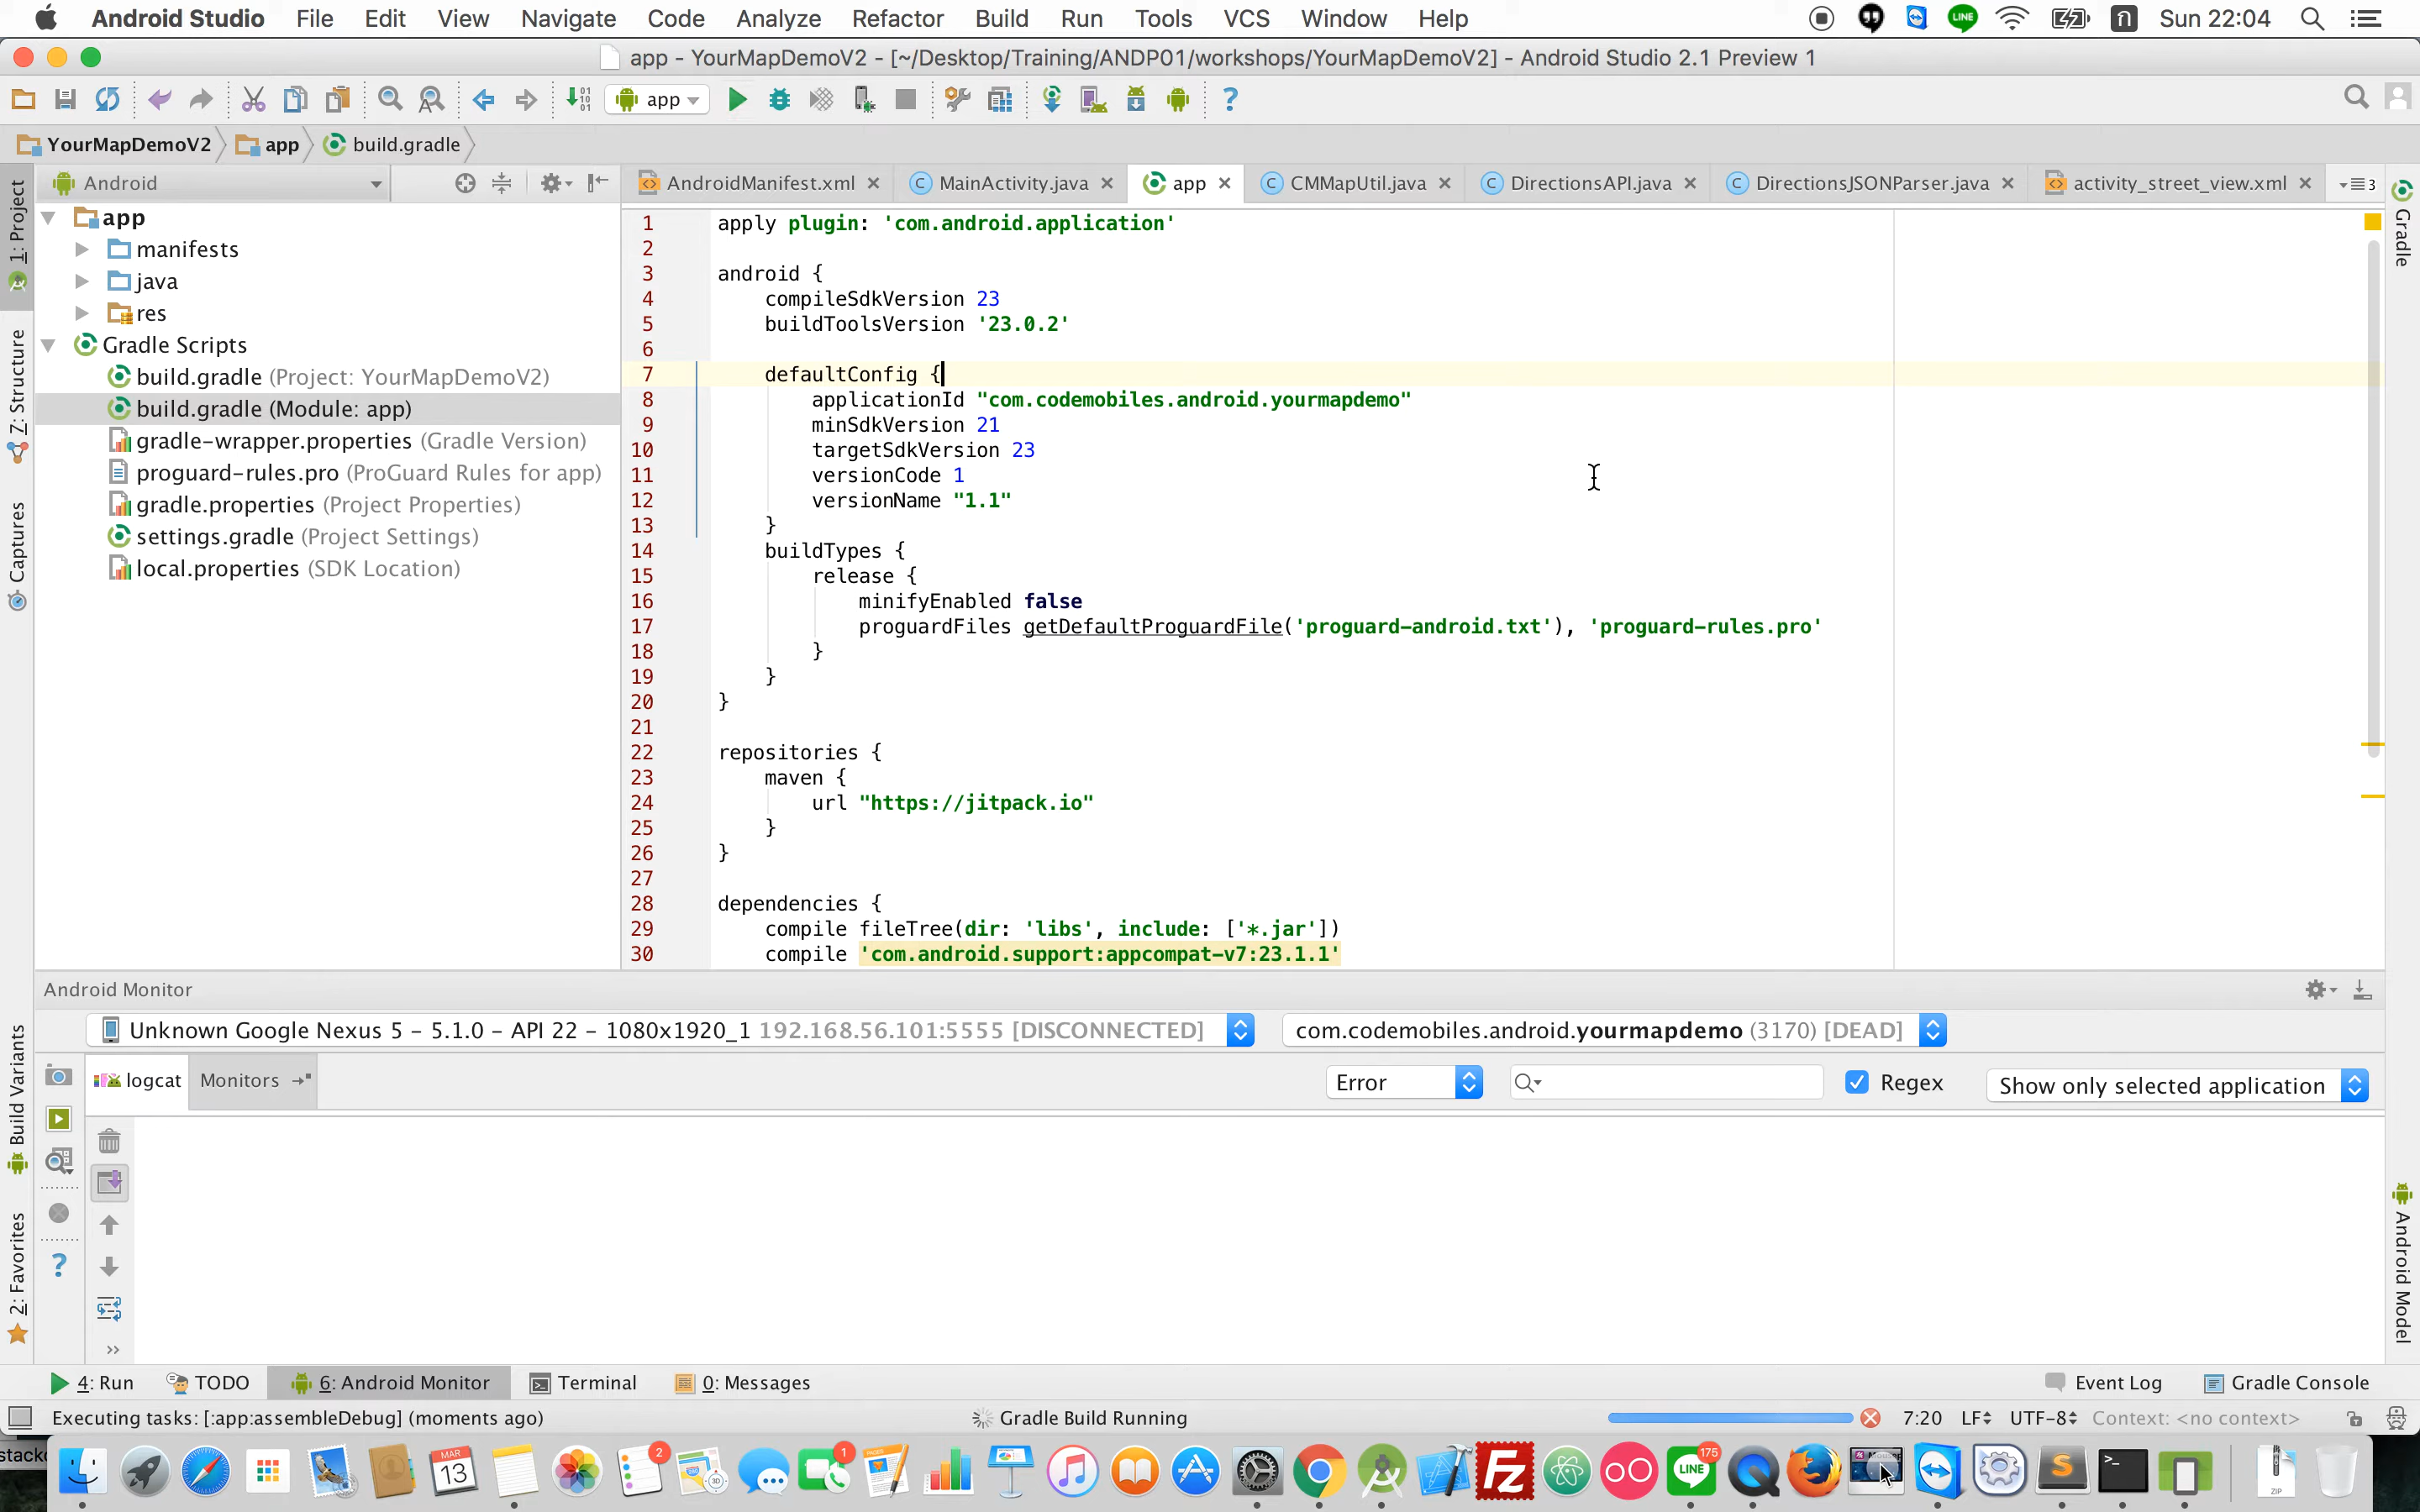 Android Studio File Edit View Navigate Code Analyze Refactor Build Run Tools VCS Window Help LINE ก Sun 22:04
app - YourMapDemoV2 - [~/Desktop/Training/ANDP01/workshops/YourMapDemoV2] - Android Studio 2.1 Preview 1
app
YourMapDemoV2 app build.gradle
1: Project
Z: Structure
Captures
Build Variants
2: Favorites
Android
app
manifests
java
res
Gradle Scripts
build.gradle (Project: YourMapDemoV2)
build.gradle (Module: app)
gradle-wrapper.properties (Gradle Version)
proguard-rules.pro (ProGuard Rules for app)
gradle.properties (Project Properties)
settings.gradle (Project Settings)
local.properties (SDK Location)
AndroidManifest.xml MainActivity.java app CMMapUtil.java DirectionsAPI.java DirectionsJSONParser.java activity_street_view.xml 3
1 apply plugin: 'com.android.application'
2
3 android {
4 compileSdkVersion 23
5 buildToolsVersion '23.0.2'
6
7 defaultConfig {
8 applicationId "com.codemobiles.android.yourmapdemo"
9 minSdkVersion 21
10 targetSdkVersion 23
11 versionCode 1
12 versionName "1.1"
13 }
14 buildTypes {
15 release {
16 minifyEnabled false
17 proguardFiles getDefaultProguardFile('proguard-android.txt'), 'proguard-rules.pro'
18 }
19 }
20 }
21
22 repositories {
23 maven {
24 url "https://jitpack.io"
25 }
26 }
27
28 dependencies {
29 compile fileTree(dir: 'libs', include: ['*.jar'])
30 compile 'com.android.support:appcompat-v7:23.1.1'
Gradle
Android Model
Android Monitor
Unknown Google Nexus 5 – 5.1.0 – API 22 – 1080x1920_1 192.168.56.101:5555 [DISCONNECTED] com.codemobiles.android.yourmapdemo (3170) [DEAD]
logcat Monitors Error Regex Show only selected application
4: Run TODO 6: Android Monitor Terminal 0: Messages Event Log Gradle Console
Executing tasks: [:app:assembleDebug] (moments ago) Gradle Build Running 7:20 LF UTF-8 Context: <no context>
MAR
13
2
1
175
LINE
ZIP